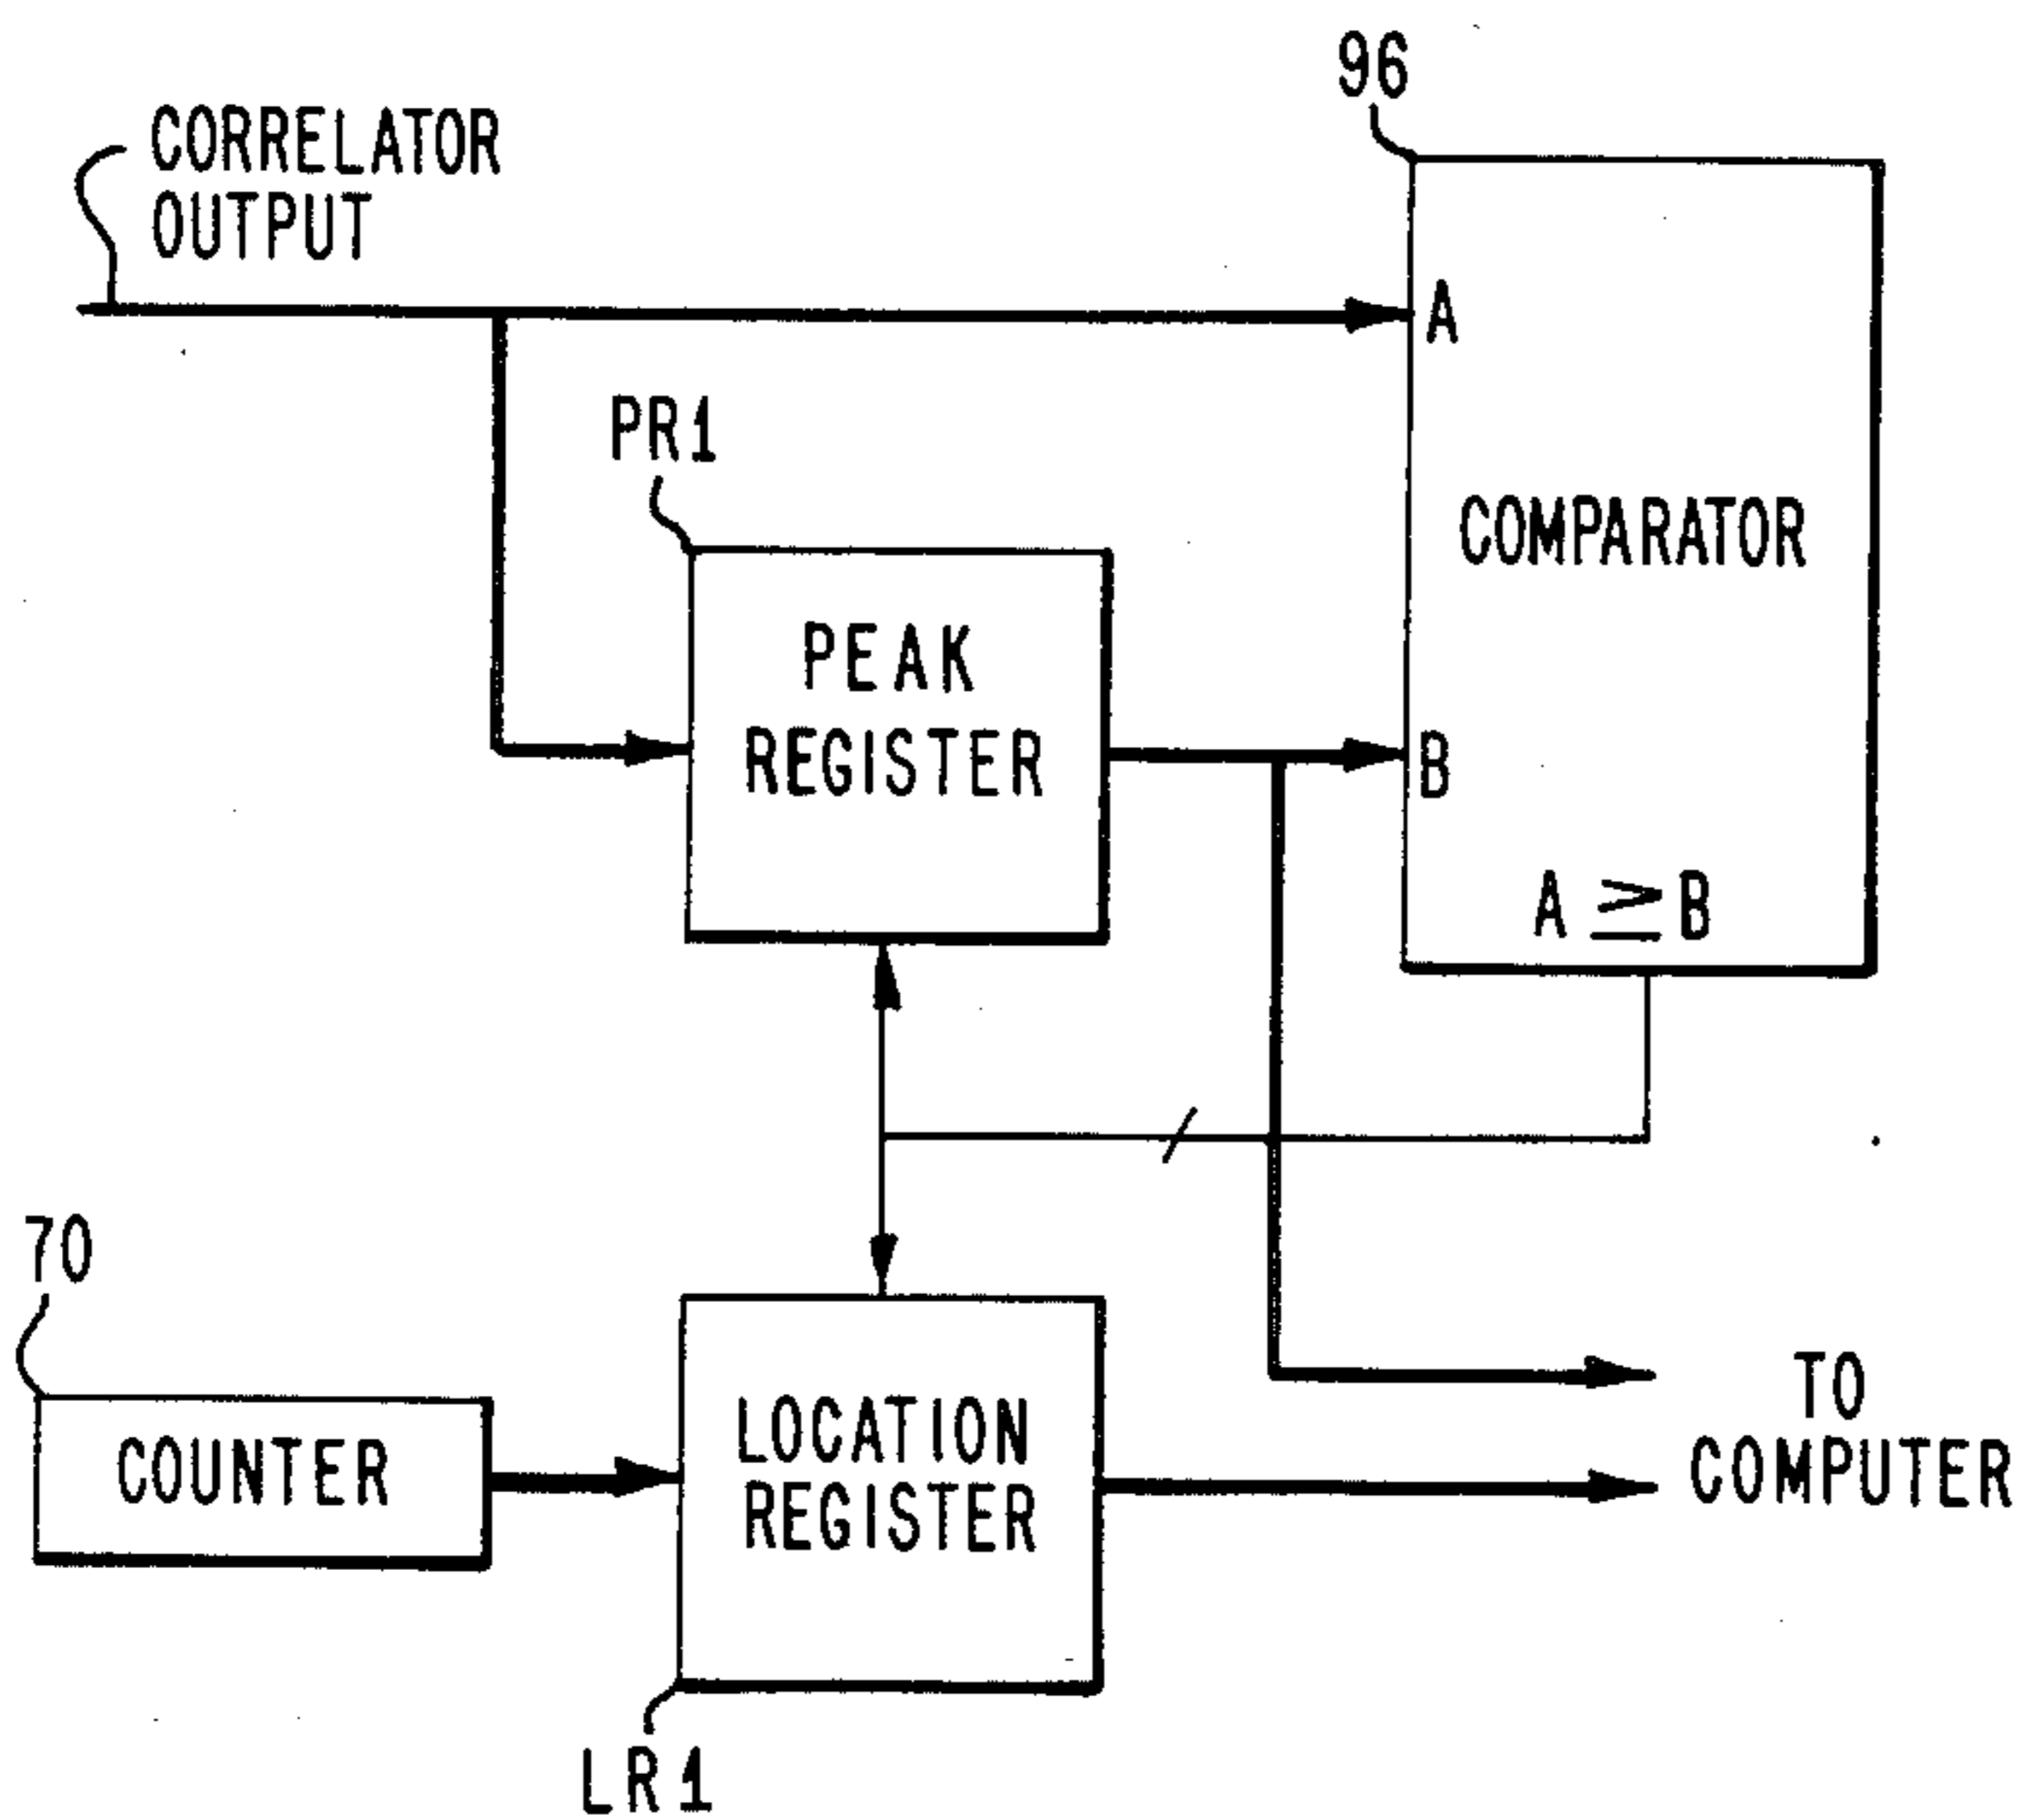 96
CORRELATOR
OUTPUT
A
PR1
COMPARATOR
PEAK
REGISTER
B
A ≥ B
70
TO
COMPUTER
COUNTER
LOCATION
REGISTER
LR1